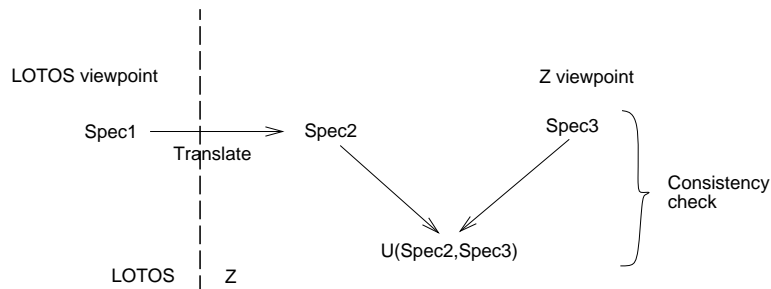 LOTOS viewpoint
Z viewpoint
Spec1
Spec2
Spec3
Translate
Consistency
check
U(Spec2,Spec3)
LOTOS
Z